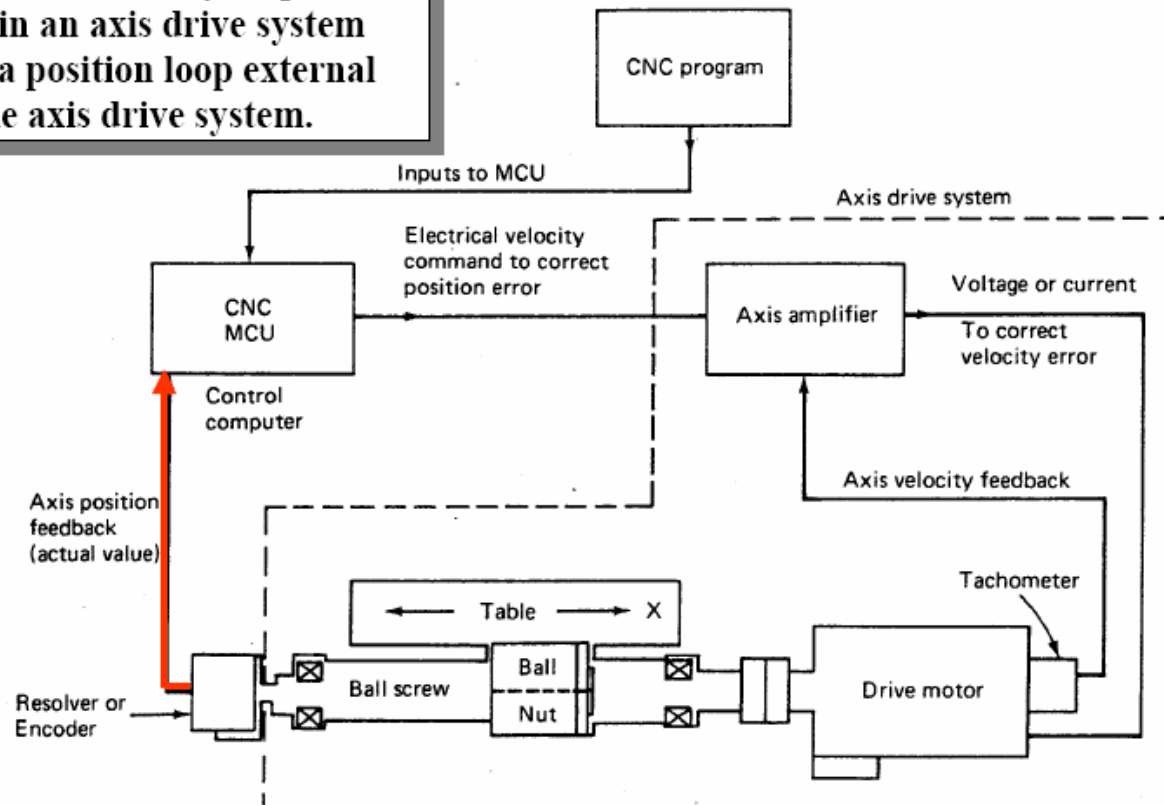 in an axis drive system
a position loop external
axis drive system.
CNC program
Inputs to MCU
Axis drive system
Electrical velocity
command to correct
position error
Voltage or current
CNC
MCU
Axis amplifier
To correct
velocity error
Control
computer
Axis velocity feedback
Axis position
feedback
(actual value)
Tachometer
Table
X
Ball
Ball screw
Nut
Drive motor
Resolver or
Encoder